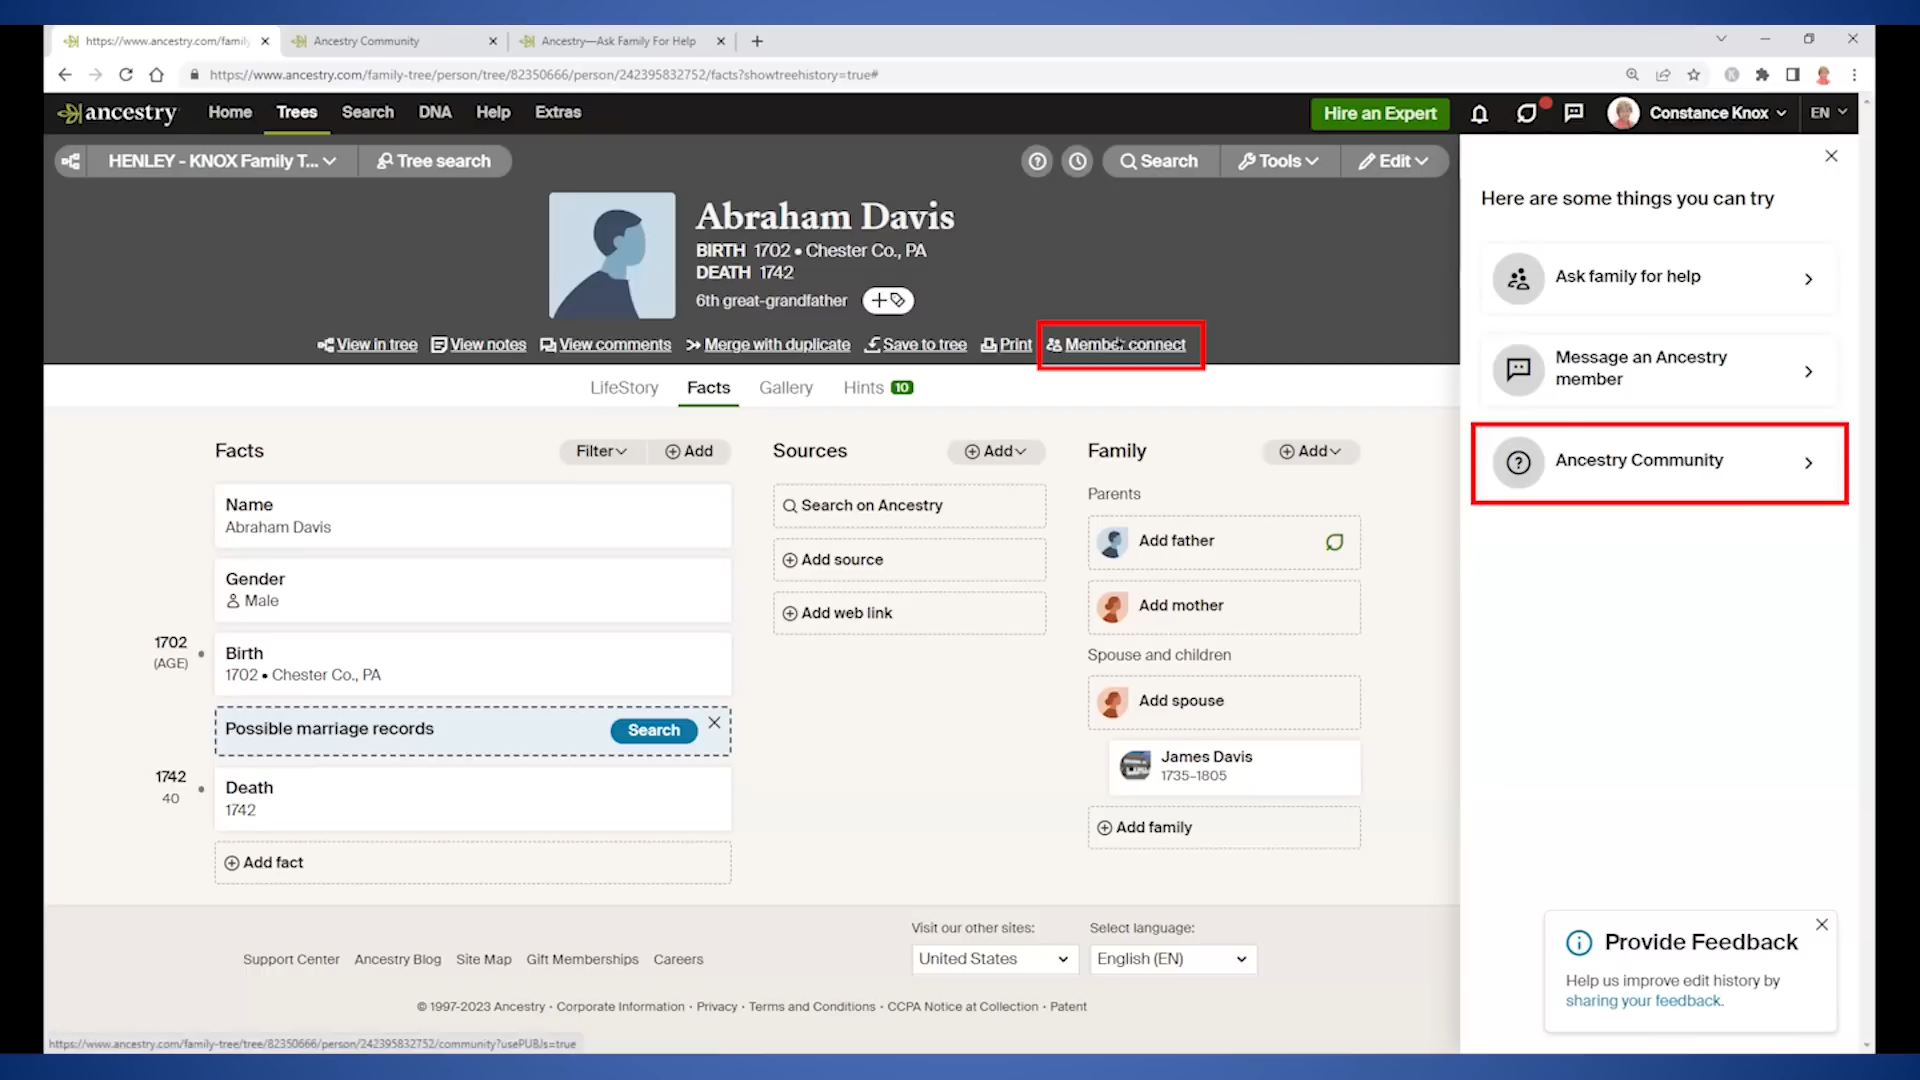 https://www.ancestry.com/family
Ancestry Community
Ancestry—Ask Family For Help
https://www.ancestry.com/family-tree/person/tree/82350666/person/242395832752/facts?showtreehistory=true#
ancestry
Home
Trees
Search
DNA
Help
Extras
Hire an Expert
Constance Knox
EN
HENLEY - KNOX Family T...
Tree search
Search
Tools
Edit
Abraham Davis
BIRTH 1702 • Chester Co., PA
DEATH 1742
6th great-grandfather
View in tree
View notes
View comments
Merge with duplicate
Save to tree
Print
Member connect
LifeStory
Facts
Gallery
Hints 10
Facts
Filter
Add
Name
Abraham Davis
Gender
Male
1702
(AGE)
Birth
1702 • Chester Co., PA
Possible marriage records
Search
1742
40
Death
1742
Add fact
Sources
Add
Search on Ancestry
Add source
Add web link
Family
Add
Parents
Add father
Add mother
Spouse and children
Add spouse
James Davis
1735–1805
Add family
Here are some things you can try
Ask family for help
Message an Ancestry
member
Ancestry Community
Provide Feedback
Help us improve edit history by
sharing your feedback.
Visit our other sites:
United States
Select language:
English (EN)
Support Center
Ancestry Blog
Site Map
Gift Memberships
Careers
© 1997-2023 Ancestry · Corporate Information · Privacy · Terms and Conditions · CCPA Notice at Collection · Patent
https://www.ancestry.com/family-tree/tree/82350666/person/242395832752/community?usePUBJs=true